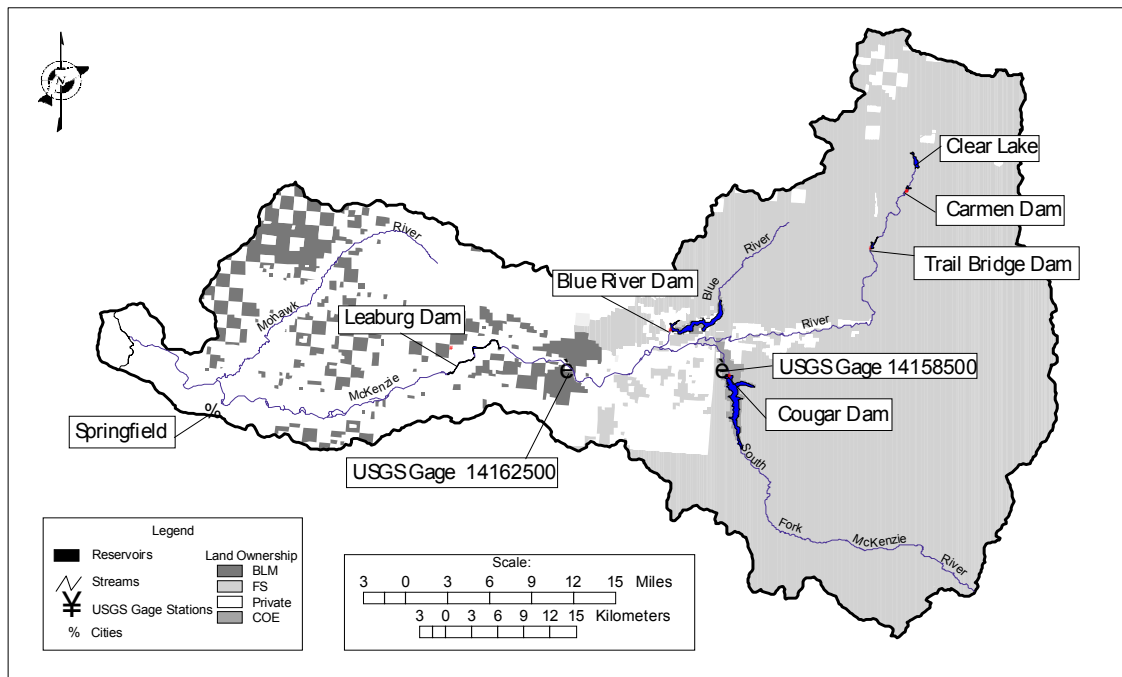 N
Clear Lake
Carmen Dam
Trail Bridge Dam
River
Blue
Blue River Dam
River
Mohawk
Leaburg Dam
River
McKenzie
è
è
USGS Gage 14158500
Cougar Dam
%
Springfield
USGS Gage 14162500
South
Fork
McKenzie
River
Legend
Reservoirs
Streams
¥ USGS Gage Stations
% Cities
Land Ownership
BLM
FS
Private
COE
Scale:
3 0 3 6 9 12 15 Miles
3 0 3 6 9 12 15 Kilometers